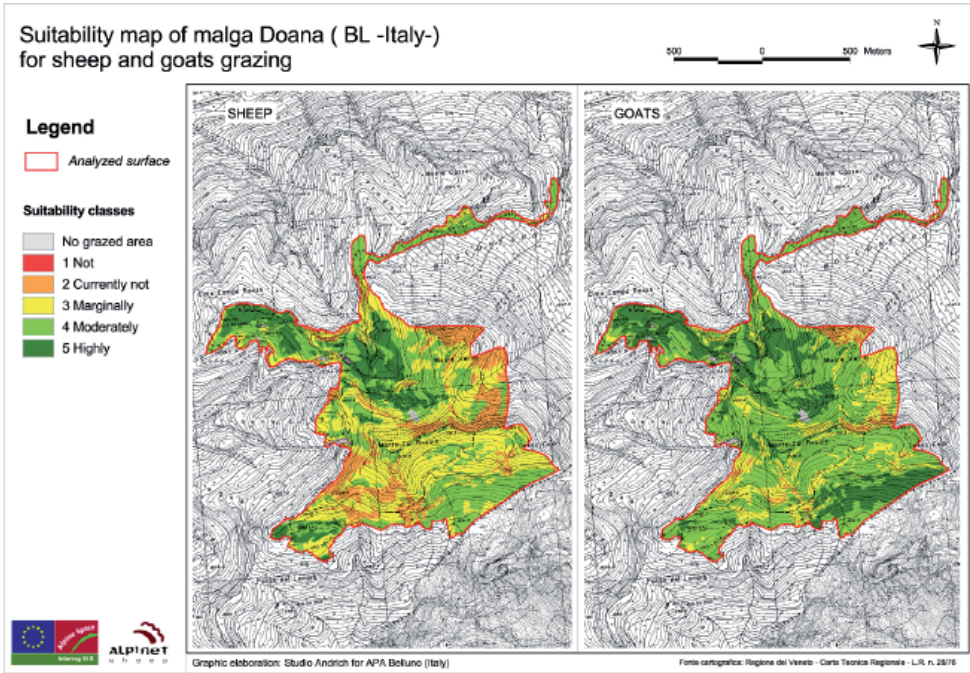 Suitability map of malga Doana ( BL -Italy-)
for sheep and goats grazing
500 0 500 Meters
N
Legend
Analyzed surface
Suitability classes
No grazed area
1 Not
2 Currently not
3 Marginally
4 Moderately
5 Highly
SHEEP
GOATS
Alpine Space
Interreg III B
ALPINET
sheep
Graphic elaboration: Studio Andrich for APA Belluno (Italy)
Fonte cartografica: Regione del Veneto - Carta Tecnica Regionale - L.R. n. 28/76